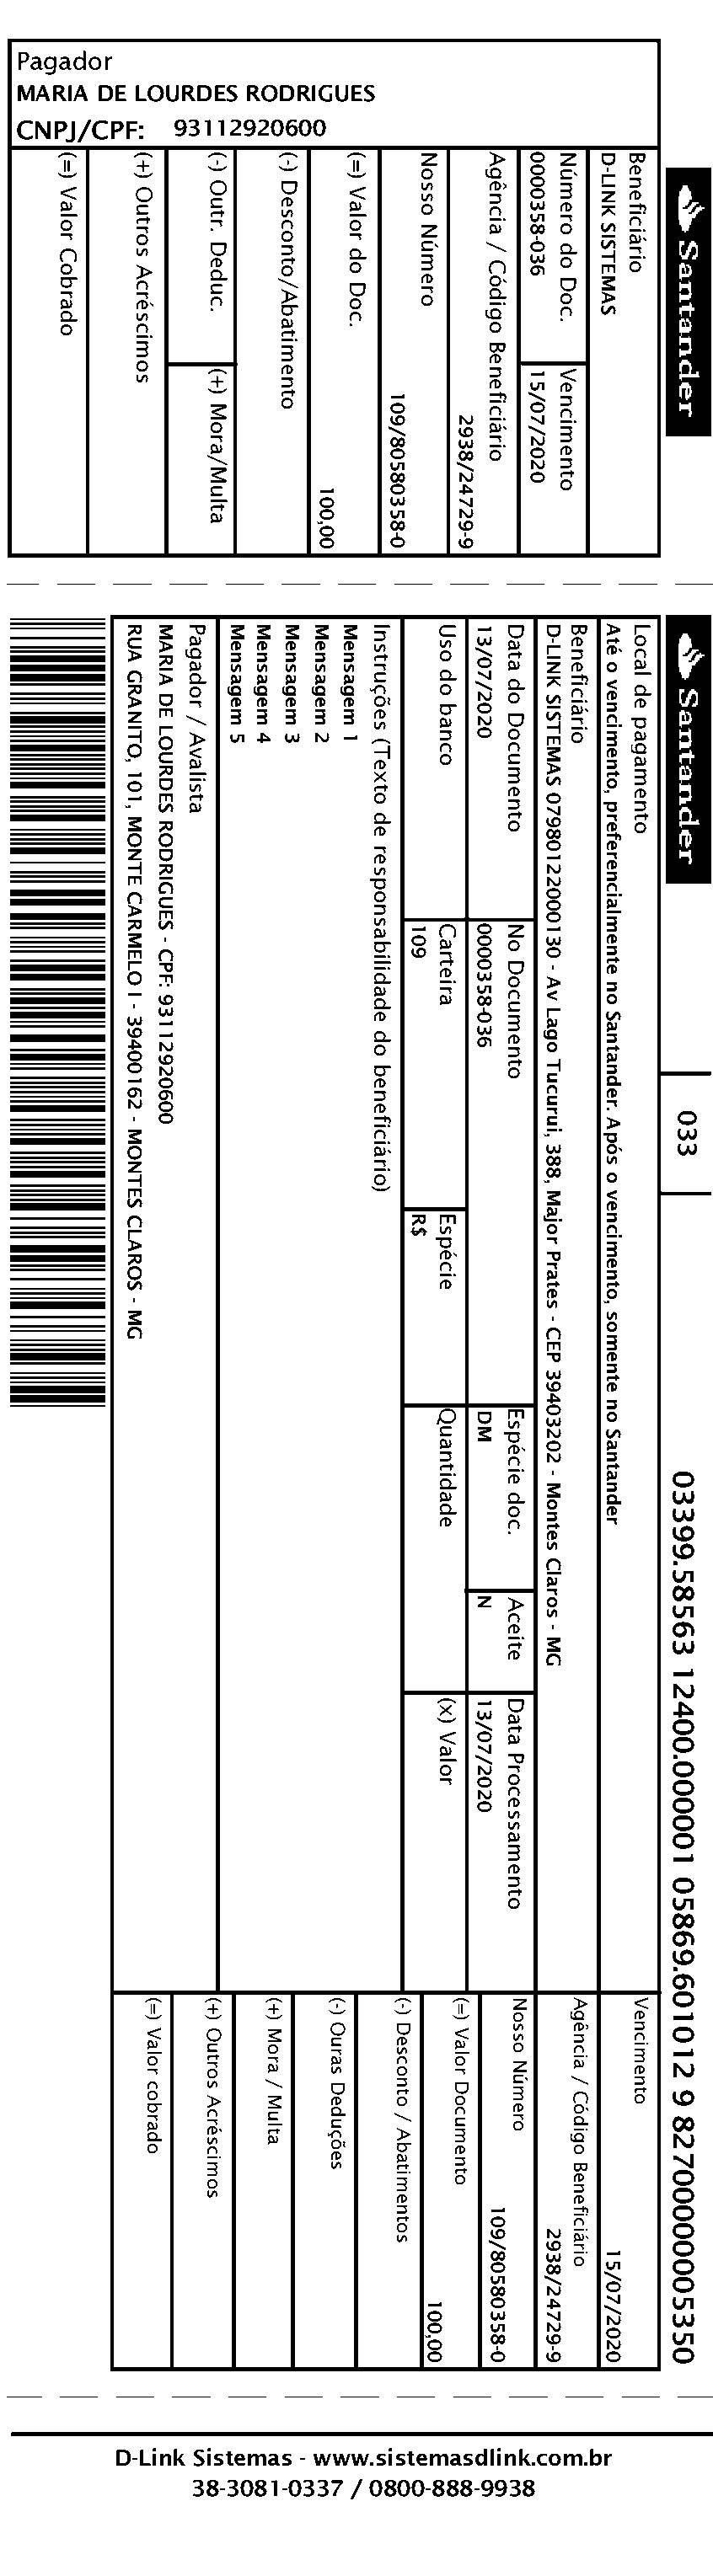 Pagador
MARIA DE LOURDES RODRIGUES
CNPJ/CPF: 93112920600
Santander
Beneficiário
D-LINK SISTEMAS
Número do Doc.
0000358-036
Vencimento
15/07/2020
Agência / Código Beneficiário
2938/24729-9
Nosso Número
109/80580358-0
(=) Valor do Doc.
100,00
(-) Desconto/Abatimento
(-) Outr. Deduc.
(+) Mora/Multa
(+) Outros Acréscimos
(=) Valor Cobrado
Santander
033
03399.58563 12400.000001 05869.601012 9 82700000005350
Local de pagamento
Até o vencimento, preferencialmente no Santander. Após o vencimento, somente no Santander
Vencimento
15/07/2020
Beneficiário
D-LINK SISTEMAS 07980122000130 - Av Lago Tucurui, 388, Major Prates - CEP 39403202 - Montes Claros - MG
Agência / Código Beneficiário
2938/24729-9
Data do Documento
13/07/2020
No Documento
0000358-036
Espécie doc.
DM
Aceite
N
Data Processamento
13/07/2020
Nosso Número
109/80580358-0
Uso do banco
Carteira
109
Espécie
R$
Quantidade
(x) Valor
(=) Valor Documento
100,00
Instruções (Texto de responsabilidade do beneficiário)
Mensagem 1
Mensagem 2
Mensagem 3
Mensagem 4
Mensagem 5
(-) Desconto / Abatimentos
(-) Ouras Deduções
(+) Mora / Multa
(+) Outros Acréscimos
(=) Valor cobrado
Pagador / Avalista
MARIA DE LOURDES RODRIGUES - CPF: 93112920600
RUA GRANITO, 101, MONTE CARMELO I - 39400162 - MONTES CLAROS - MG
D-Link Sistemas - www.sistemasdlink.com.br
38-3081-0337 / 0800-888-9938